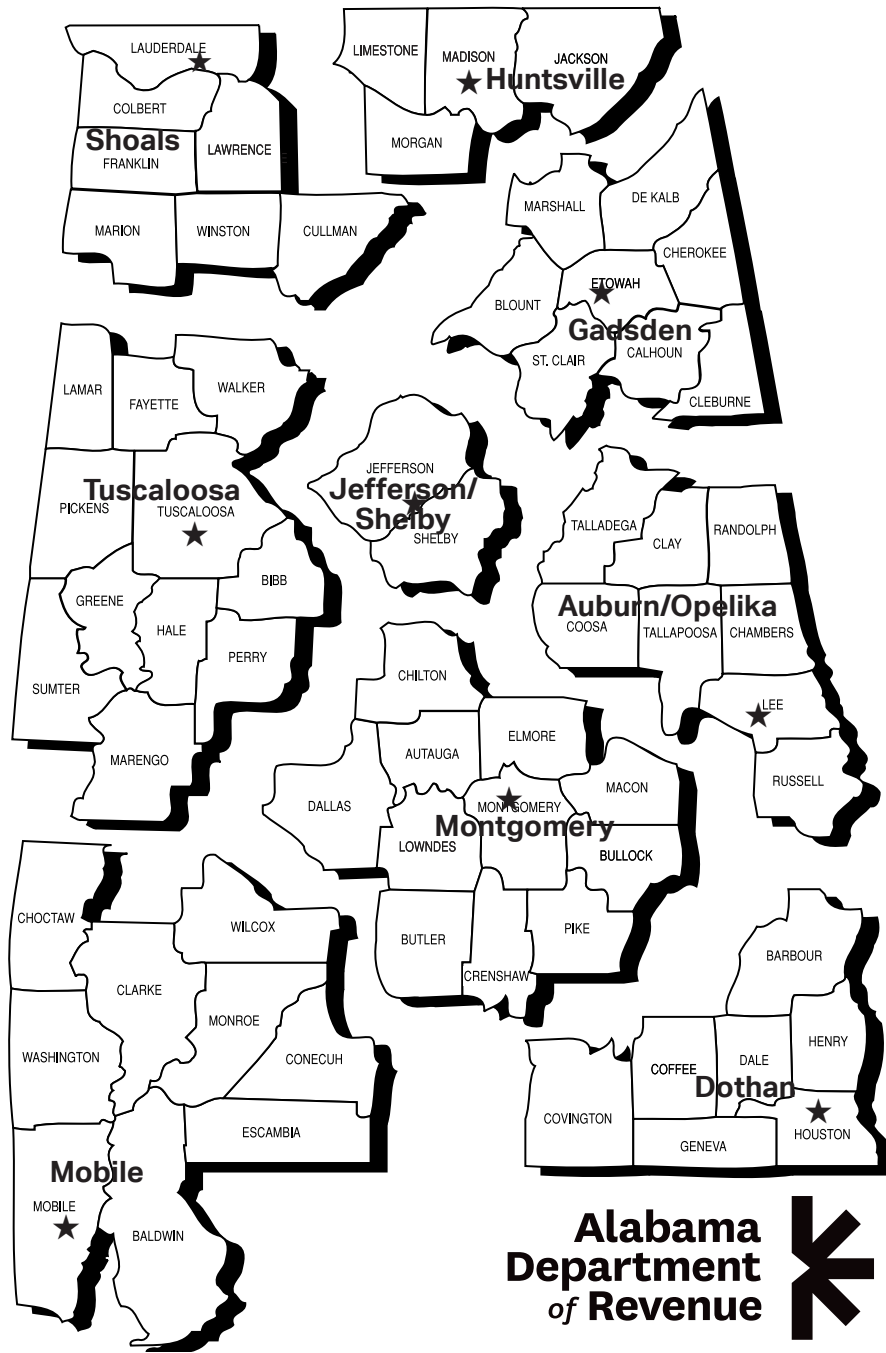 LAUDERDALE
COLBERT
Shoals
FRANKLIN
LAWRENCE
MARION
WINSTON
CULLMAN
LIMESTONE
MADISON
JACKSON
Huntsville
MORGAN
MARSHALL
DE KALB
CHEROKEE
ETOWAH
BLOUNT
Gadsden
ST. CLAIR
CALHOUN
CLEBURNE
LAMAR
FAYETTE
WALKER
Tuscaloosa
PICKENS
TUSCALOOSA
BIBB
GREENE
HALE
PERRY
SUMTER
MARENGO
JEFFERSON
Jefferson/
Shelby
SHELBY
TALLADEGA
CLAY
RANDOLPH
Auburn/Opelika
COOSA
TALLAPOOSA
CHAMBERS
LEE
RUSSELL
CHILTON
ELMORE
AUTAUGA
DALLAS
MONTGOMERY
MACON
Montgomery
LOWNDES
BULLOCK
BUTLER
PIKE
CRENSHAW
CHOCTAW
WILCOX
CLARKE
MONROE
WASHINGTON
CONECUH
ESCAMBIA
Mobile
MOBILE
BALDWIN
BARBOUR
HENRY
COFFEE
DALE
Dothan
COVINGTON
HOUSTON
GENEVA
Alabama
Department
of Revenue